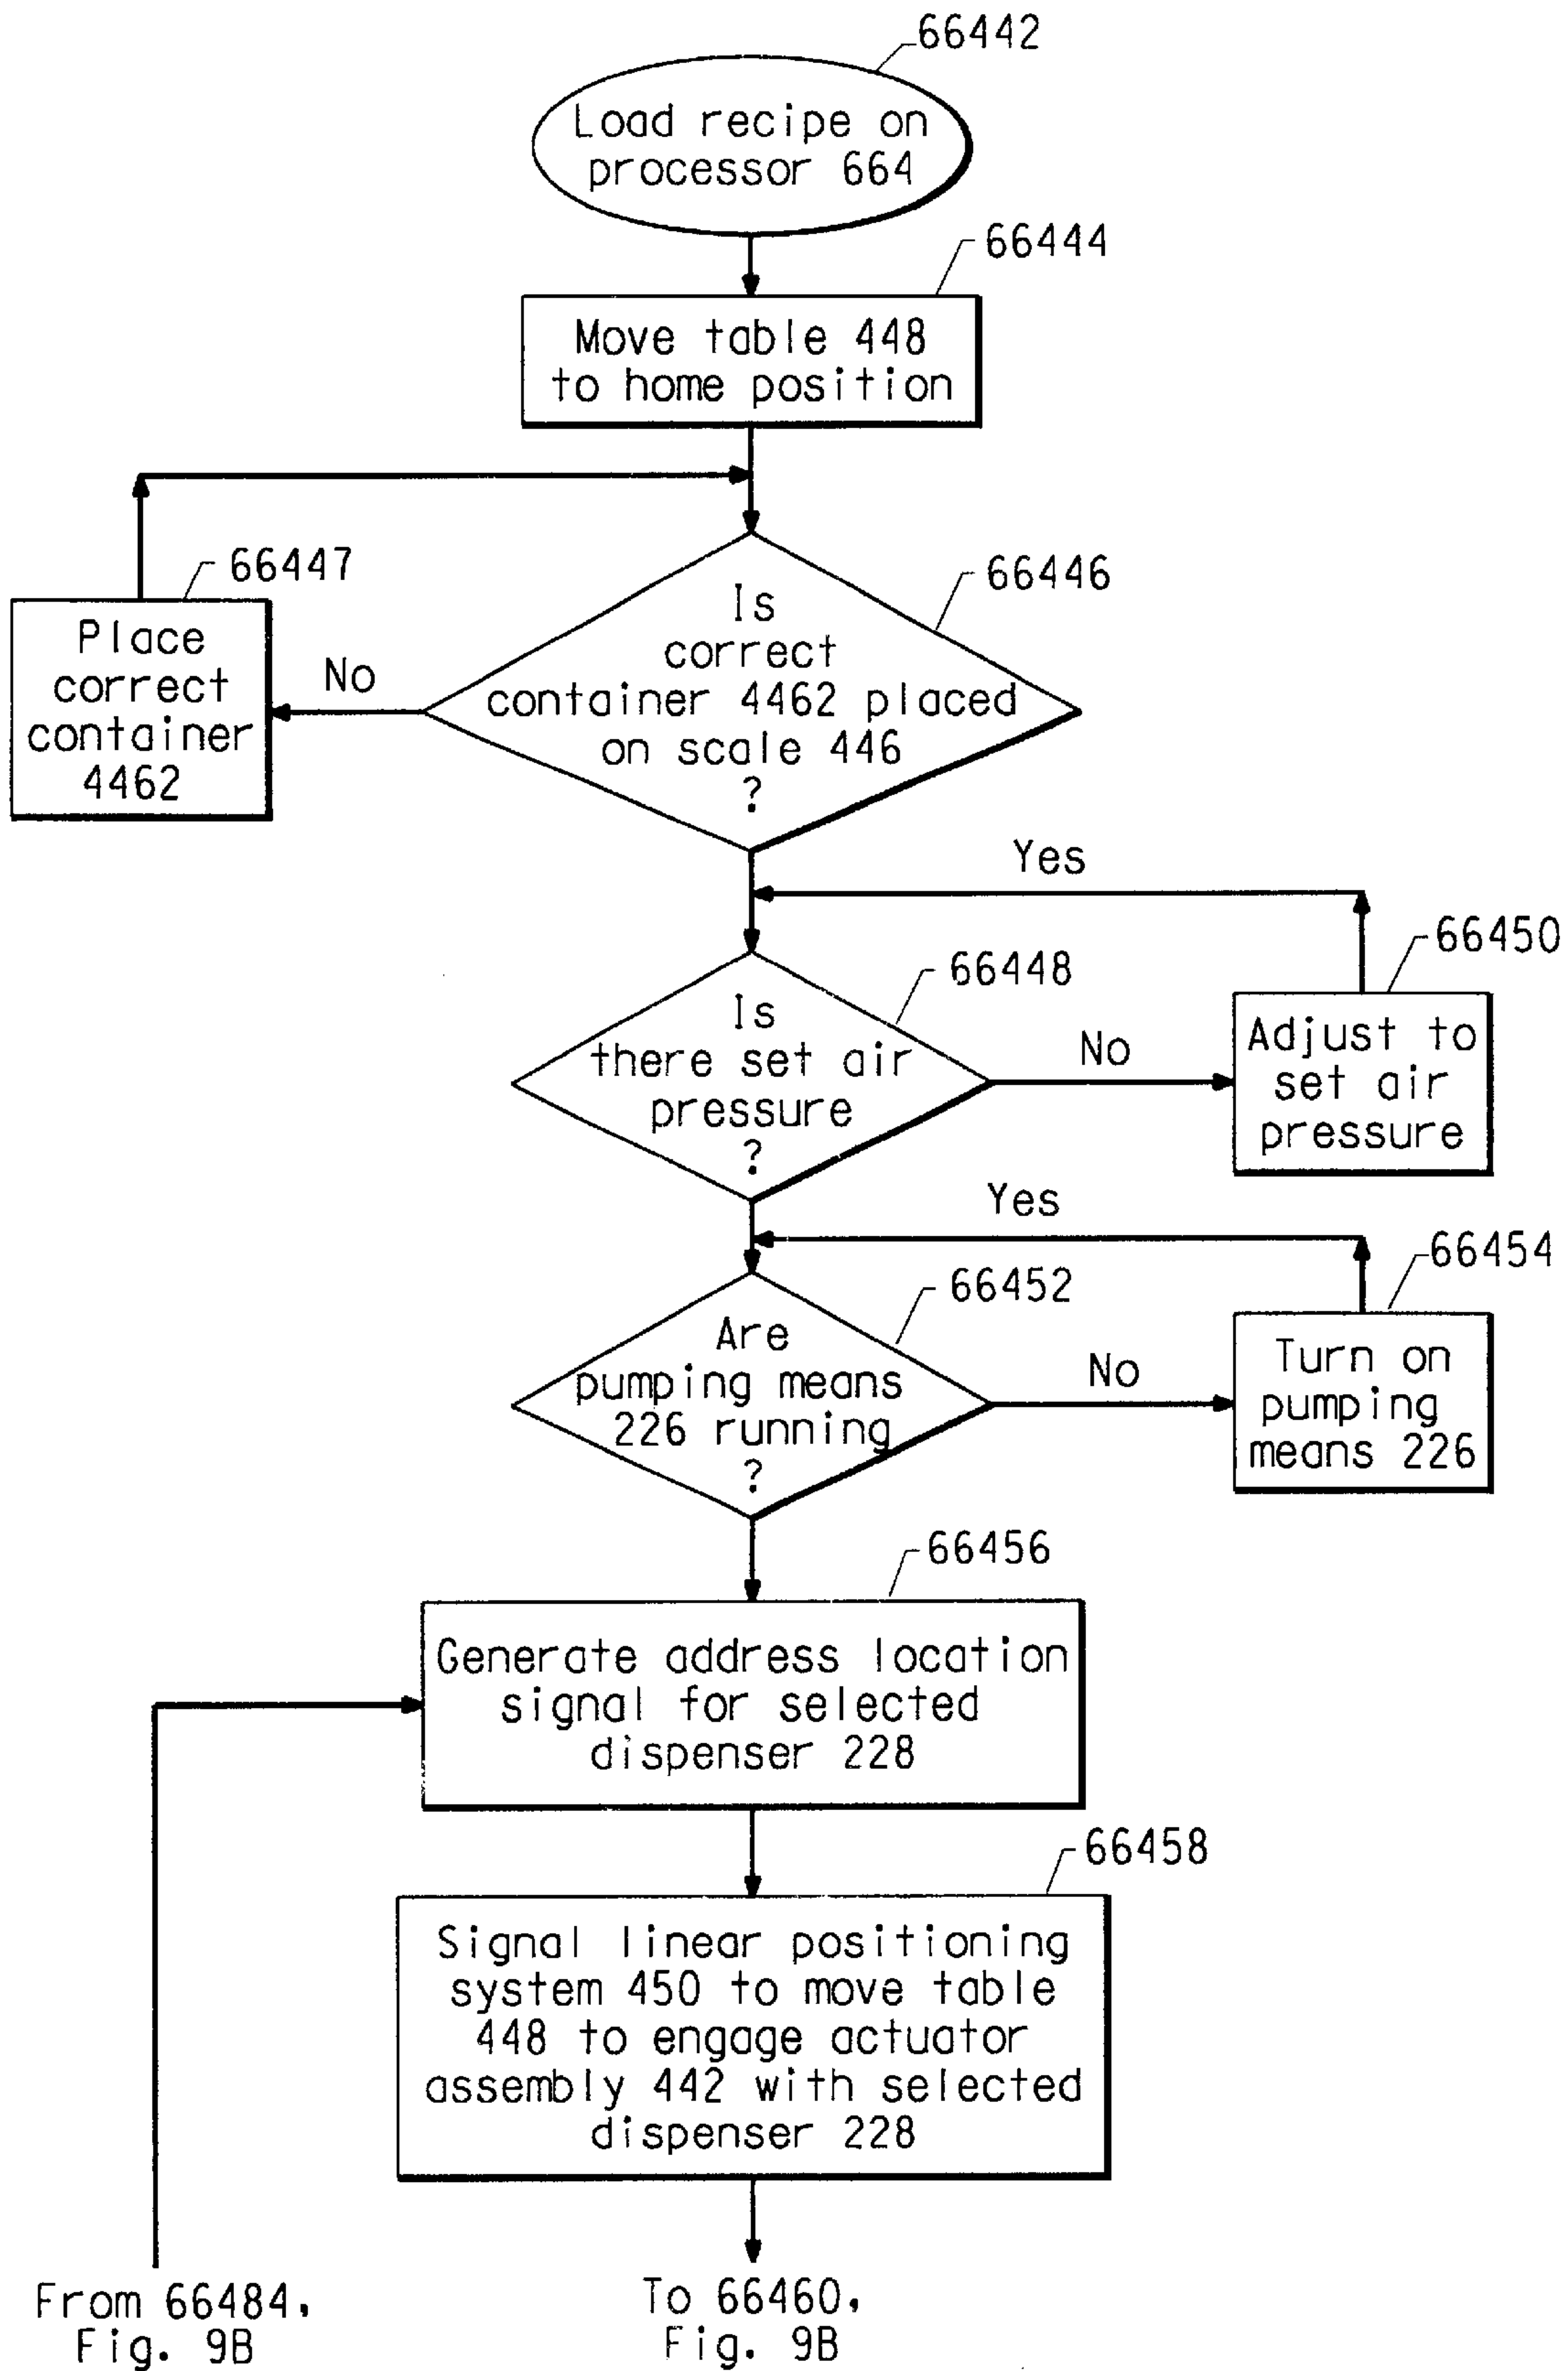 66442
Load recipe on
processor 664
66444
Move table 448
to home position
66447
Place
correct
container
4462
No
66446
Is
correct
container 4462 placed
on scale 446
?
Yes
66448
Is
there set air
pressure
?
No
66450
Adjust to
set air
pressure
Yes
66452
Are
pumping means
226 running
?
No
66454
Turn on
pumping
means 226
66456
Generate address location
signal for selected
dispenser 228
66458
Signal linear positioning
system 450 to move table
448 to engage actuator
assembly 442 with selected
dispenser 228
From 66484,
Fig. 9B
To 66460,
Fig. 9B